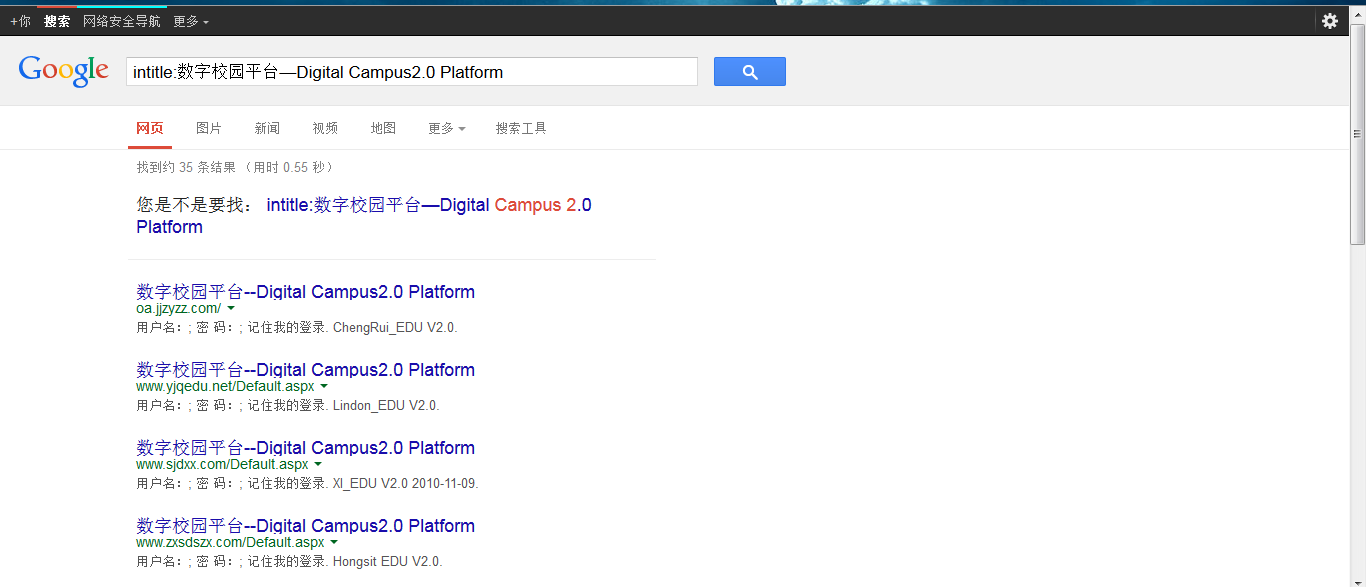 +你 搜索 网络安全导航 更多
Google intitle:数字校园平台—Digital Campus2.0 Platform
网页 图片 新闻 视频 地图 更多 搜索工具
找到约 35 条结果 （用时 0.55 秒）
您是不是要找： intitle:数字校园平台—Digital Campus 2.0
Platform
数字校园平台--Digital Campus2.0 Platform
oa.jjzyzz.com/
用户名：; 密 码：; 记住我的登录. ChengRui_EDU V2.0.
数字校园平台--Digital Campus2.0 Platform
www.yjqedu.net/Default.aspx
用户名：; 密 码：; 记住我的登录. Lindon_EDU V2.0.
数字校园平台--Digital Campus2.0 Platform
www.sjdxx.com/Default.aspx
用户名：; 密 码：; 记住我的登录. XI_EDU V2.0 2010-11-09.
数字校园平台--Digital Campus2.0 Platform
www.zxsdszx.com/Default.aspx
用户名：; 密 码：; 记住我的登录. Hongsit EDU V2.0.